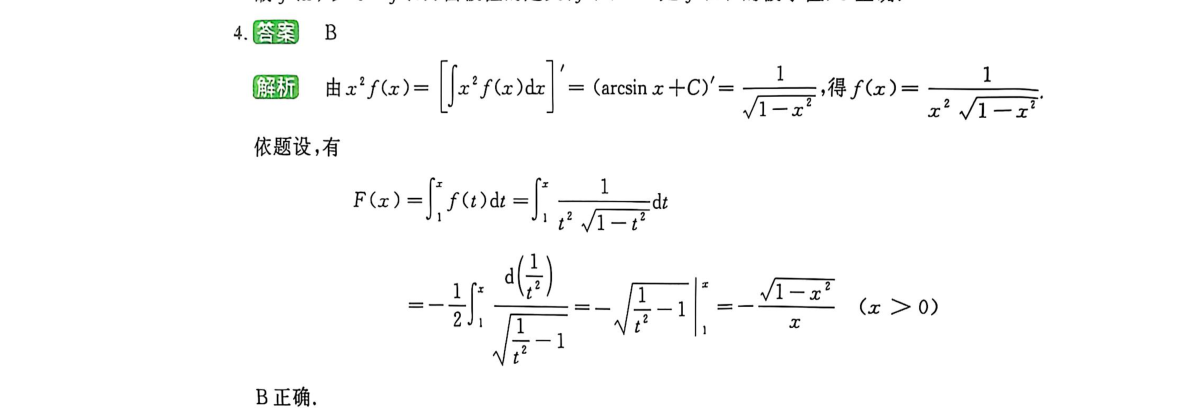 4. 答案 B
解析 由 x² f(x) = [∫x² f(x)dx]′ = (arcsin x + C)′ = 1/√(1−x²), 得 f(x) = 1/(x² √(1−x²)).
依题设,有
F(x) = ∫₁ˣ f(t)dt = ∫₁ˣ 1/(t² √(1−t²)) dt
= −1/2 ∫₁ˣ d(1/t²)/√(1/t² − 1) = −√(1/t² − 1) |₁ˣ = −√(1−x²)/x (x > 0)
B 正确.